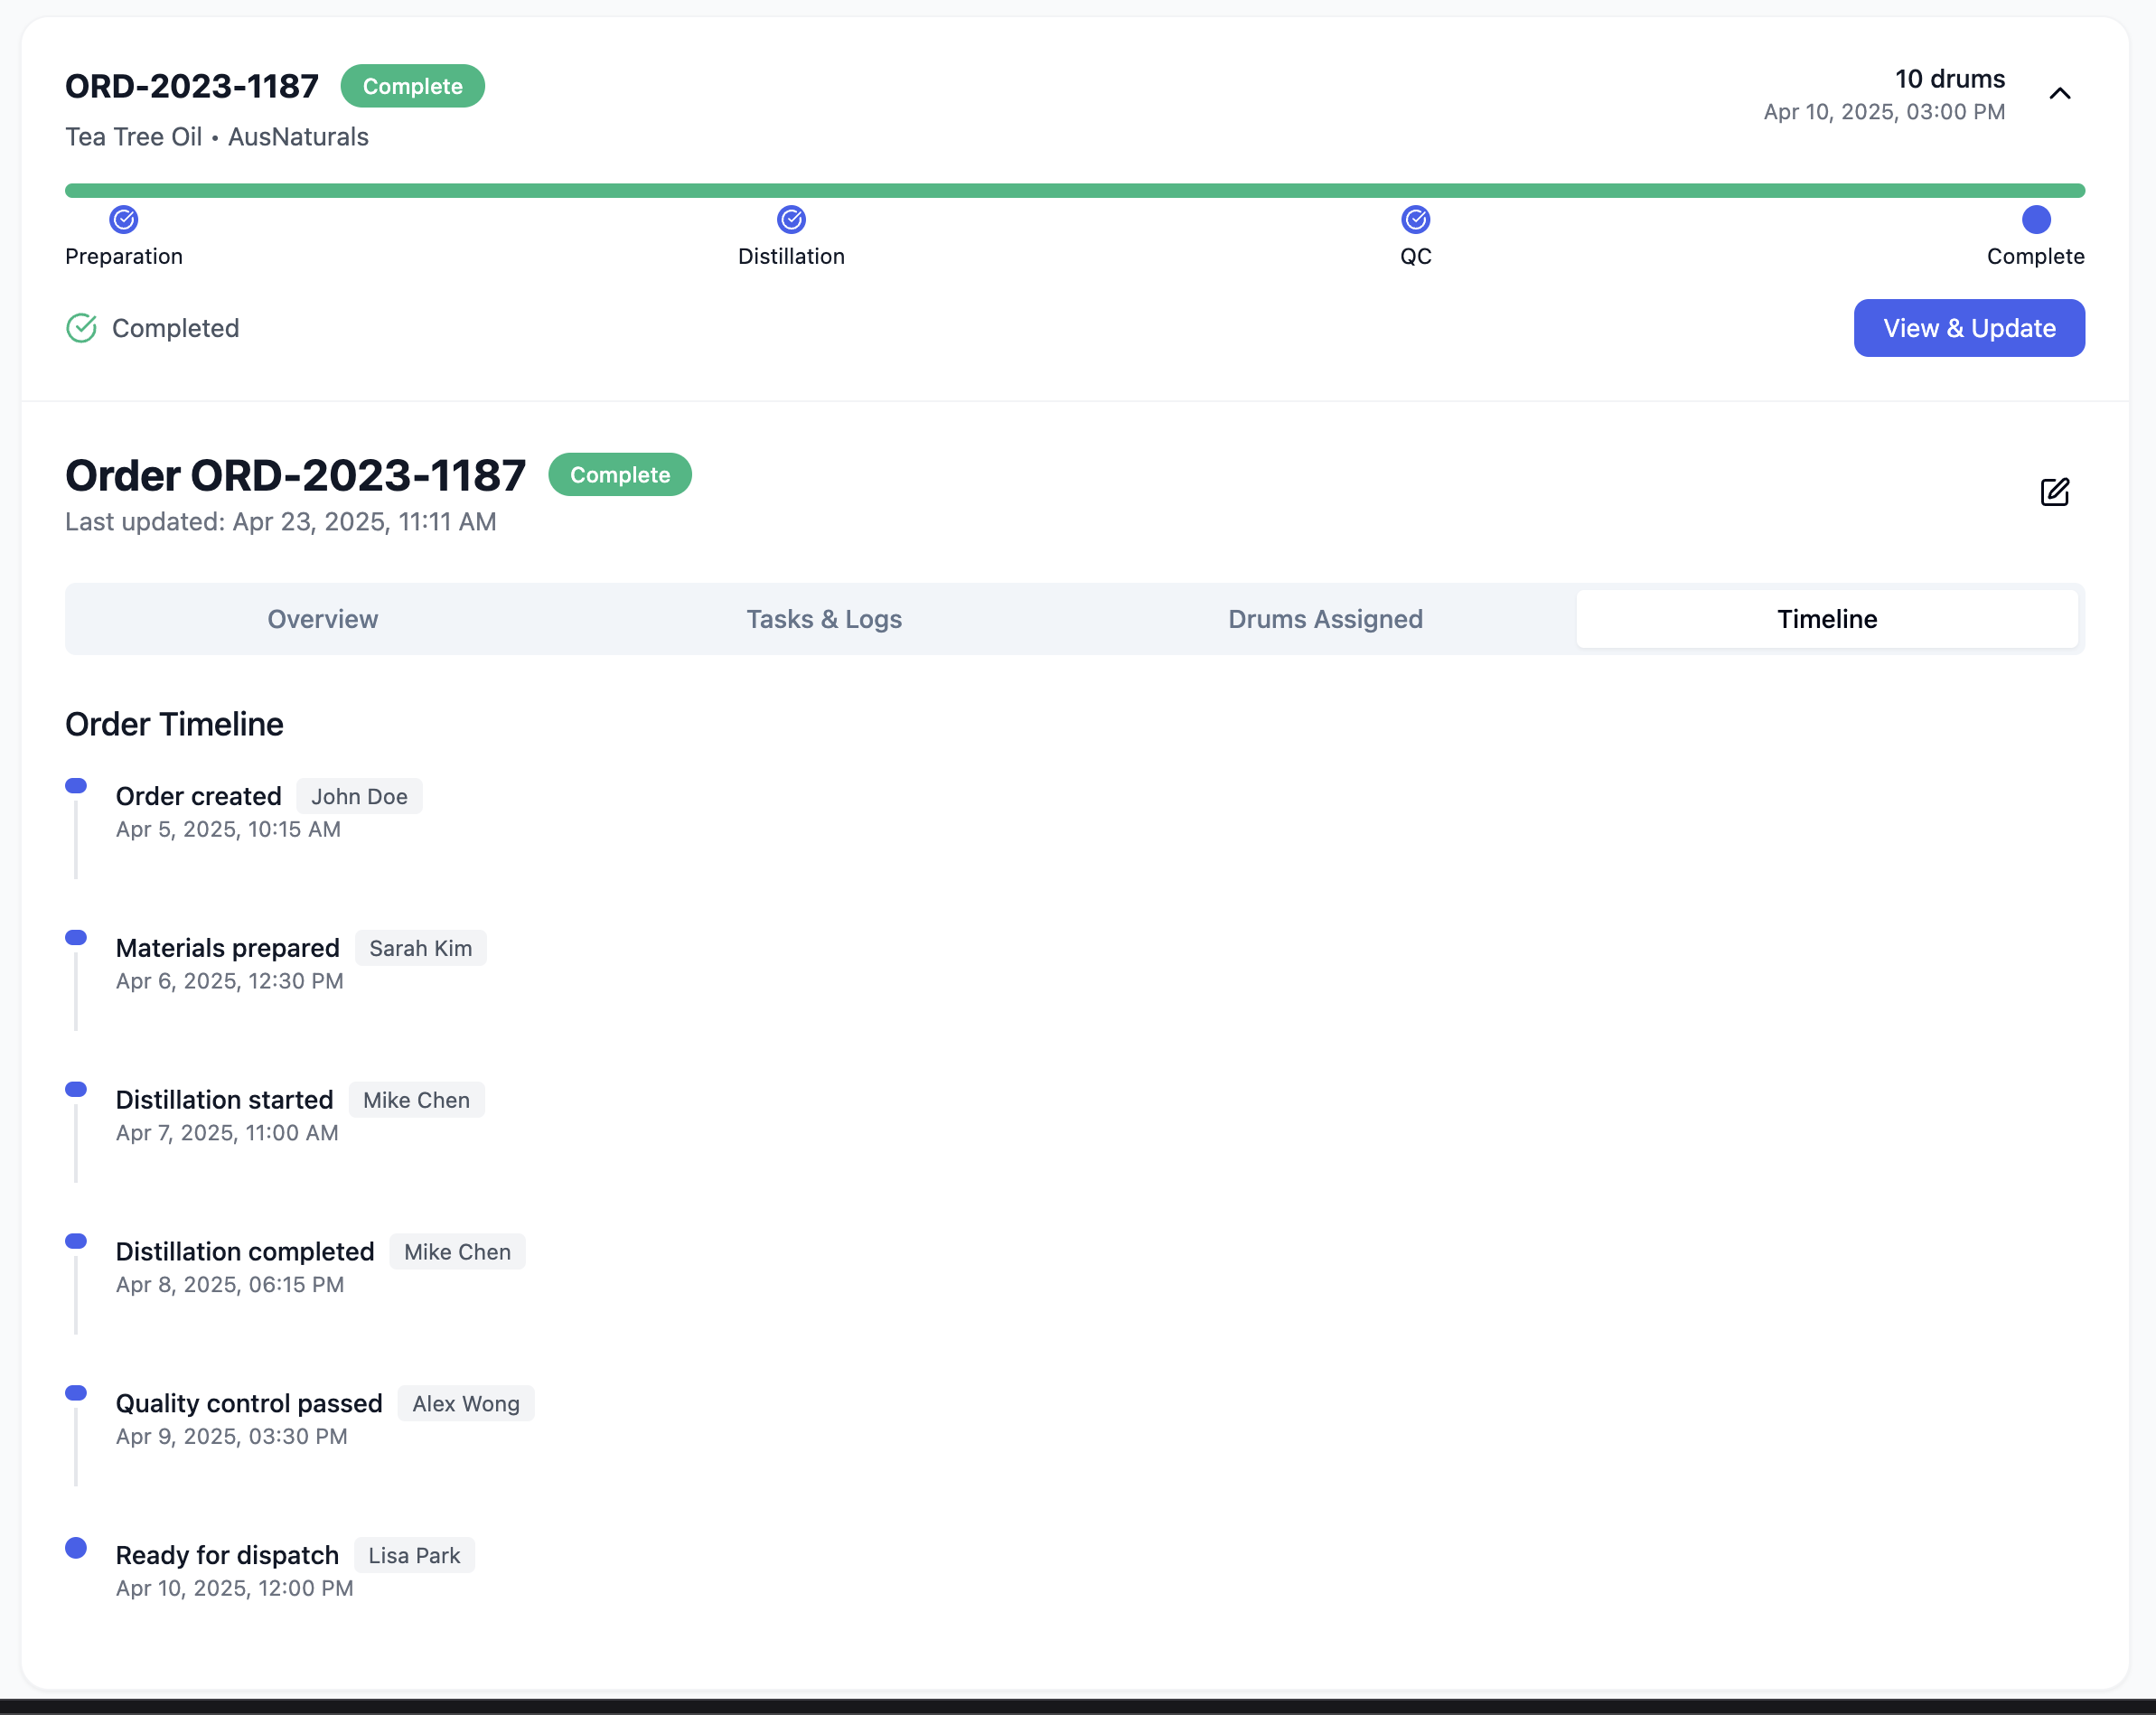 ORD-2023-1187 Complete
10 drums
Apr 10, 2025, 03:00 PM
Tea Tree Oil • AusNaturals
Preparation Distillation QC Complete
Completed View & Update
Order ORD-2023-1187 Complete
Last updated: Apr 23, 2025, 11:11 AM
Overview Tasks & Logs Drums Assigned Timeline
Order Timeline
Order created John Doe
Apr 5, 2025, 10:15 AM
Materials prepared Sarah Kim
Apr 6, 2025, 12:30 PM
Distillation started Mike Chen
Apr 7, 2025, 11:00 AM
Distillation completed Mike Chen
Apr 8, 2025, 06:15 PM
Quality control passed Alex Wong
Apr 9, 2025, 03:30 PM
Ready for dispatch Lisa Park
Apr 10, 2025, 12:00 PM